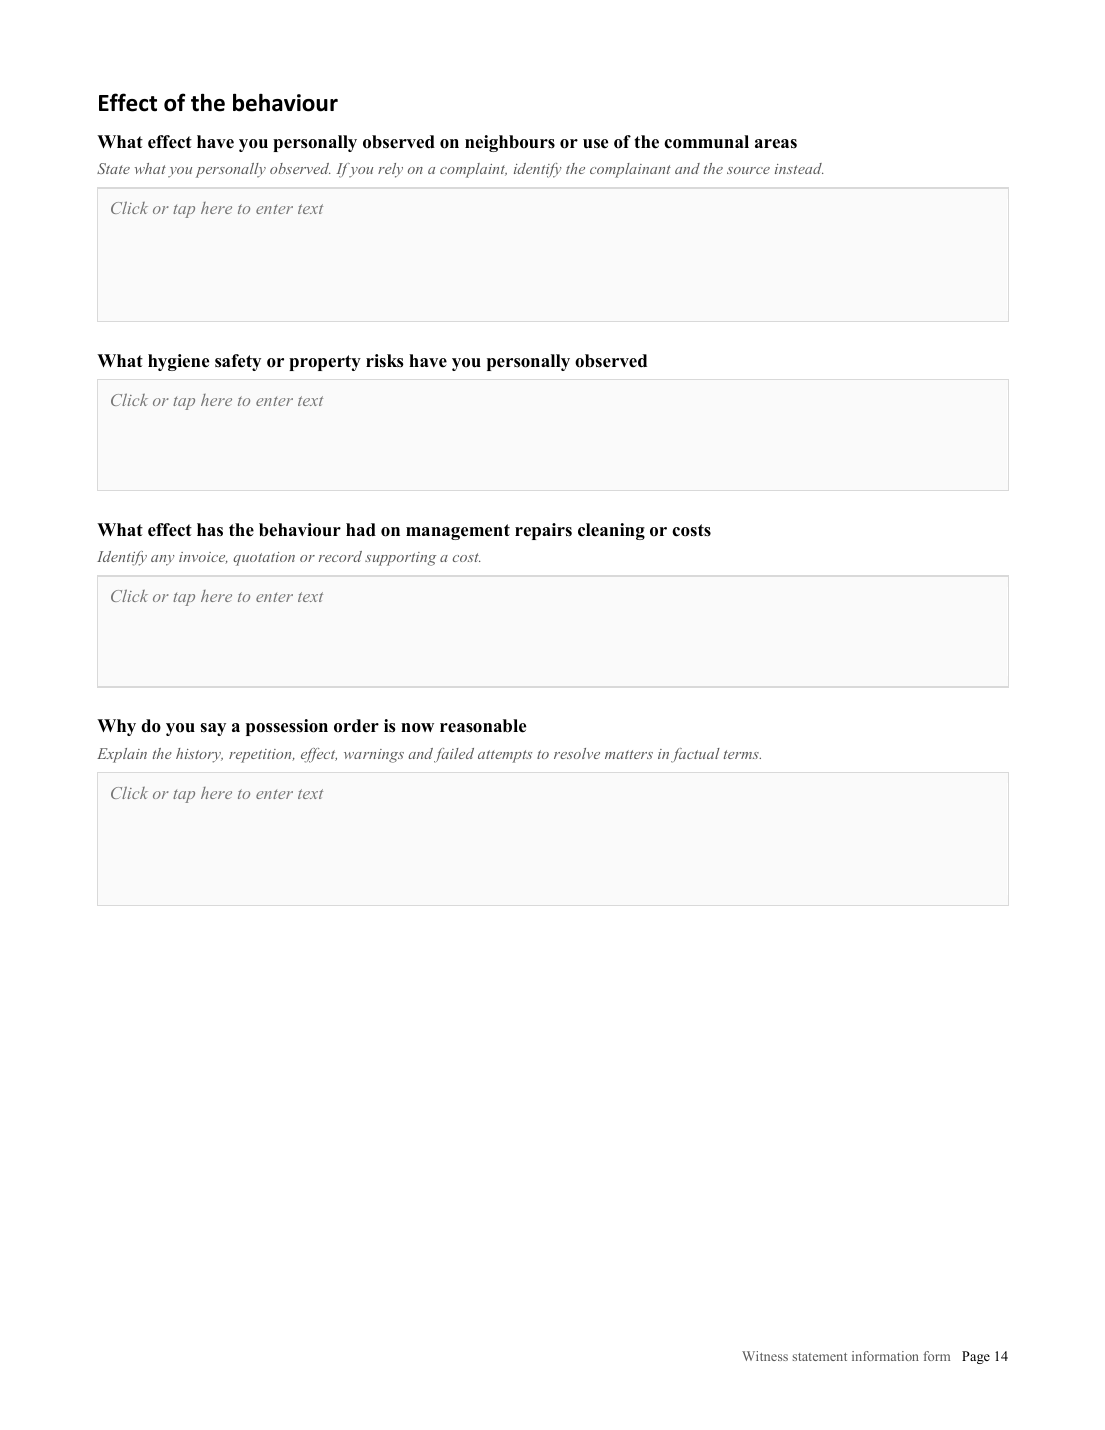 Effect of the behaviour
What effect have you personally observed on neighbours or use of the communal areas
State what you personally observed. If you rely on a complaint, identify the complainant and the source instead.
Click or tap here to enter text
What hygiene safety or property risks have you personally observed
Click or tap here to enter text
What effect has the behaviour had on management repairs cleaning or costs
Identify any invoice, quotation or record supporting a cost.
Click or tap here to enter text
Why do you say a possession order is now reasonable
Explain the history, repetition, effect, warnings and failed attempts to resolve matters in factual terms.
Click or tap here to enter text
Witness statement information form Page 14